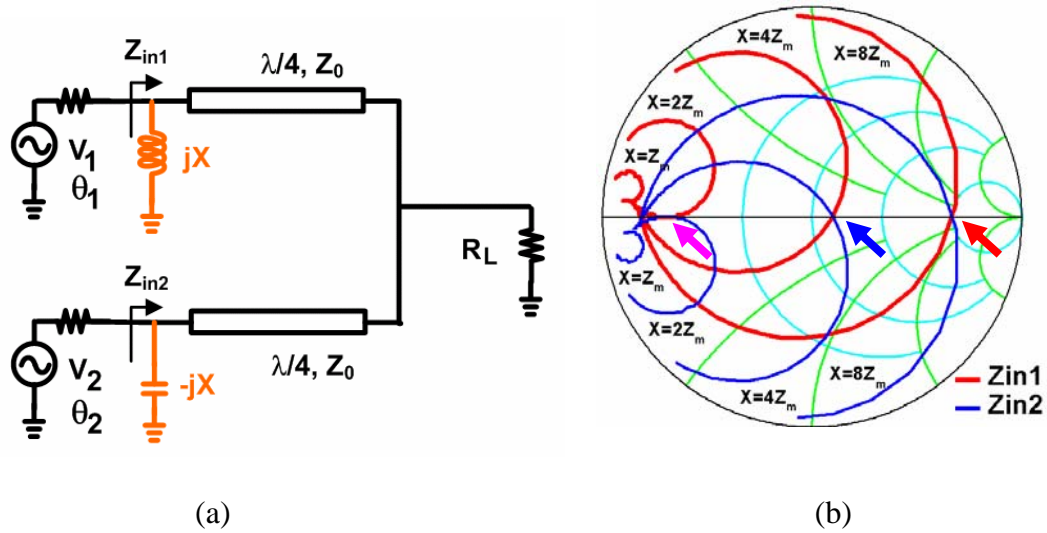 Z_in1
λ/4, Z_0
V_1
θ_1
jX
R_L
Z_in2
V_2
θ_2
-jX
λ/4, Z_0
(a)
X=4Z_m
X=8Z_m
X=2Z_m
X=Z_m
X=Z_m
X=2Z_m
X=4Z_m
X=8Z_m
Zin1
Zin2
(b)